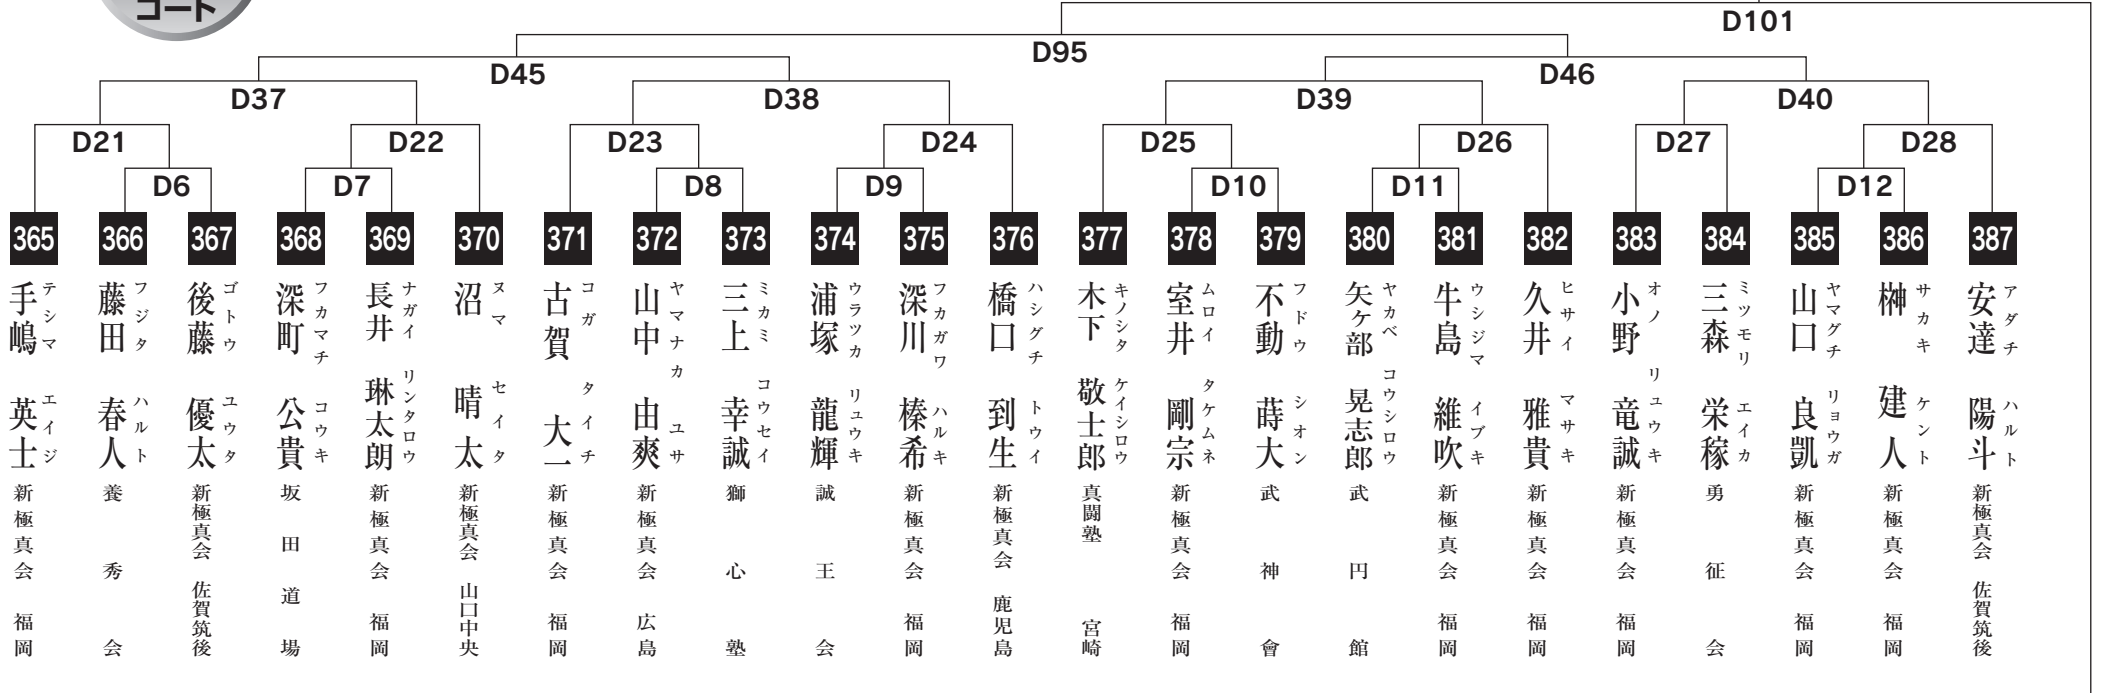 コート
D101
D95
D45
D46
D37
D38
D39
D40
D21
D22
D23
D24
D25
D26
D27
D28
D6
D7
D8
D9
D10
D11
D12
365
手嶋 英士
テシマ エイジ
新極真会 福岡
366
藤田 春人
フジタ ハルト
養秀会
367
後藤 優太
ゴトウ ユウタ
新極真会 佐賀筑後
368
深町 公貴
フカマチ コウキ
坂田道場
369
長井 琳太朗
ナガイ リンタロウ
新極真会 福岡
370
沼 晴太
ヌマ セイタ
新極真会 山口中央
371
古賀 大一
コガ タイチ
新極真会 福岡
372
山中 由爽
ヤマナカ ユサ
新極真会 広島
373
三上 幸誠
ミカミ コウセイ
獅心塾
374
浦塚 龍輝
ウラツカ リュウキ
誠王会
375
深川 榛希
フカガワ ハルキ
新極真会 福岡
376
橋口 到生
ハシグチ トウイ
新極真会 鹿児島
377
木下 敬士郎
キノシタ ケイシロウ
真闘塾 宮崎
378
室井 剛宗
ムロイ タケムネ
新極真会 福岡
379
不動 蒔大
フドウ シオン
武神會
380
矢ヶ部 晃志郎
ヤカベ コウシロウ
武円館
381
牛島 維吹
ウシジマ イブキ
新極真会 福岡
382
久井 雅貴
ヒサイ マサキ
新極真会 福岡
383
小野 竜誠
オノ リュウキ
新極真会 福岡
384
三森 栄稼
ミツモリ エイカ
勇征会
385
山口 良凱
ヤマグチ リョウガ
新極真会 福岡
386
榊 建人
サカキ ケント
新極真会 福岡
387
安達 陽斗
アダチ ハルト
新極真会 佐賀筑後